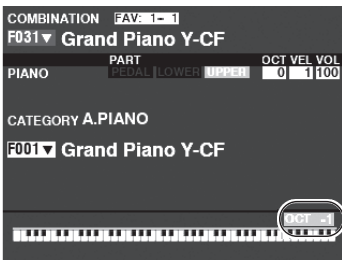 COMBINATION FAV: 1- 1
F031▼ Grand Piano Y-CF
PART OCT VEL VOL
PIANO PEDAL LOWER UPPER 0 1 100
CATEGORY A.PIANO
F001▼ Grand Piano Y-CF
OCT -1